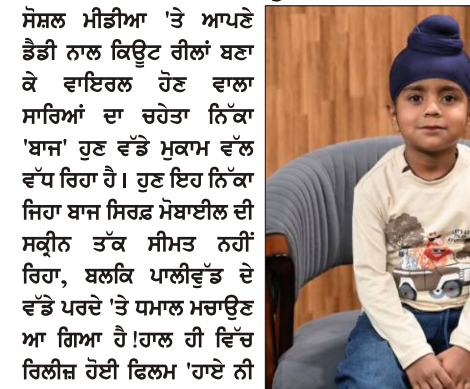 ਸੋਸ਼ਲ ਮੀਡੀਆ 'ਤੇ ਆਪਣੇ
ਡੈਡੀ ਨਾਲ ਕਿਊਟ ਰੀਲਾਂ ਬਣਾ
ਕੇ ਵਾਇਰਲ ਹੋਣ ਵਾਲਾ
ਸਾਰਿਆਂ ਦਾ ਚਹੇਤਾ ਨਿੱਕਾ
'ਬਾਜ' ਹੁਣ ਵੱਡੇ ਮੁਕਾਮ ਵੱਲ
ਵੱਧ ਰਿਹਾ ਹੈ। ਹੁਣ ਇਹ ਨਿੱਕਾ
ਜਿਹਾ ਬਾਜ ਸਿਰਫ਼ ਮੋਬਾਈਲ ਦੀ
ਸਕ੍ਰੀਨ ਤੱਕ ਸੀਮਤ ਨਹੀਂ
ਰਿਹਾ, ਬਲਕਿ ਪਾਲੀਵੁੱਡ ਦੇ
ਵੱਡੇ ਪਰਦੇ 'ਤੇ ਧਮਾਲ ਮਚਾਉਣ
ਆ ਗਿਆ ਹੈ!ਹਾਲ ਹੀ ਵਿੱਚ
ਰਿਲੀਜ਼ ਹੋਈ ਫਿਲਮ 'ਹਾਏ ਨੀ